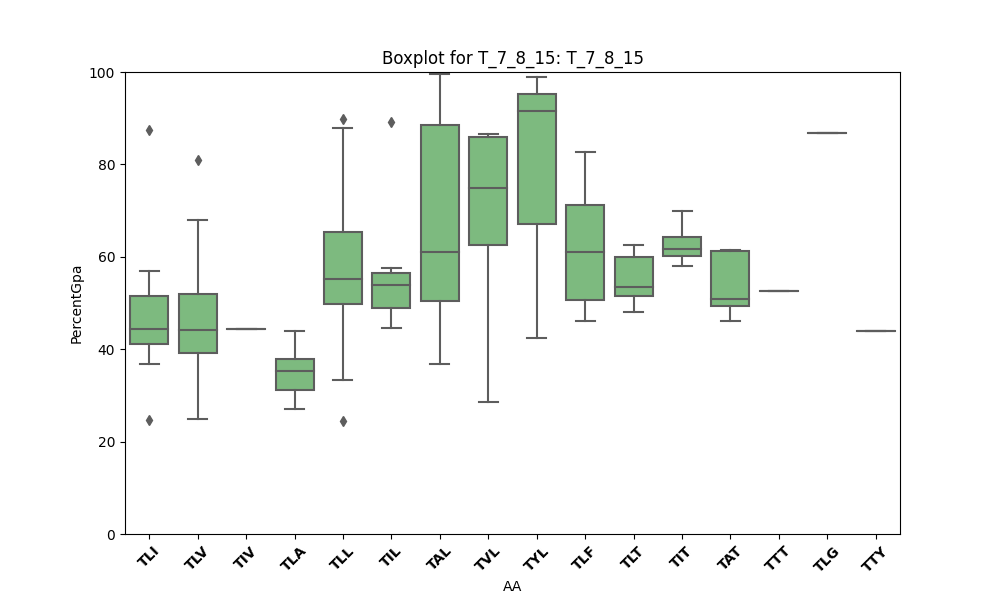 Boxplot for T_7_8_15: T_7_8_15
100
80
60
40
20
0
PercentGpa
TLI TLV TIV TLA TLL TIL TAL TVL TYL TLF TLT TIT TAT TTT TLG TTY
AA